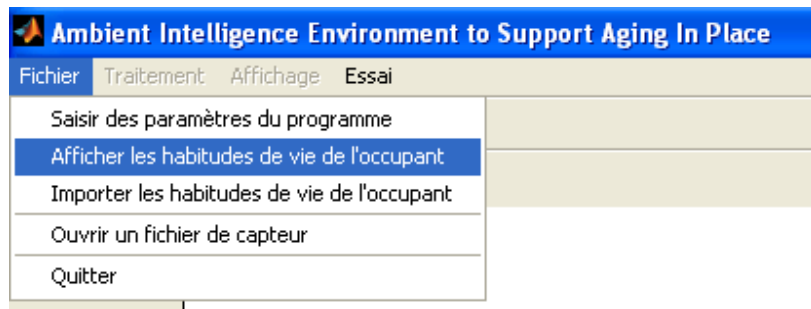 Ambient Intelligence Environment to Support Aging In Place
Fichier Traitement Affichage Essai
Saisir des paramètres du programme
Afficher les habitudes de vie de l'occupant
Importer les habitudes de vie de l'occupant
Ouvrir un fichier de capteur
Quitter